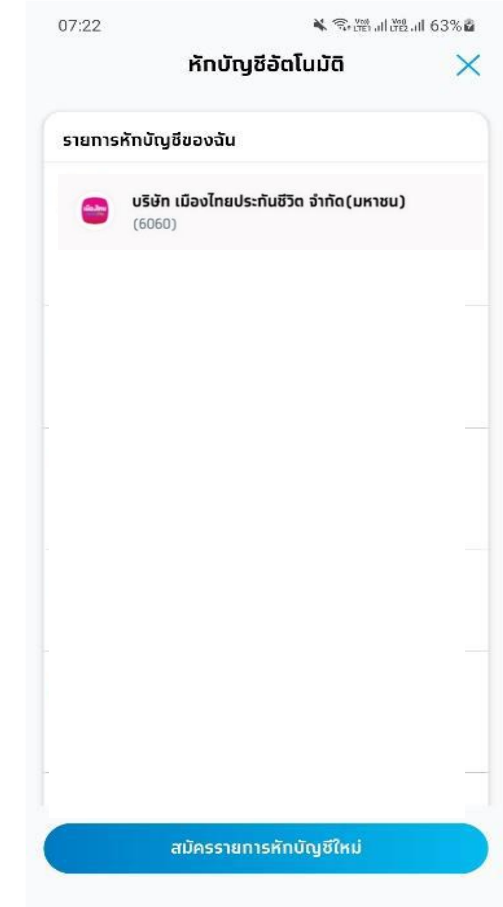 07:22 63%
หักบัญชีอัตโนมัติ
รายการหักบัญชีของฉัน
บริษัท เมืองไทยประกันชีวิต จำกัด(มหาชน)
(6060)
สมัครรายการหักบัญชีใหม่